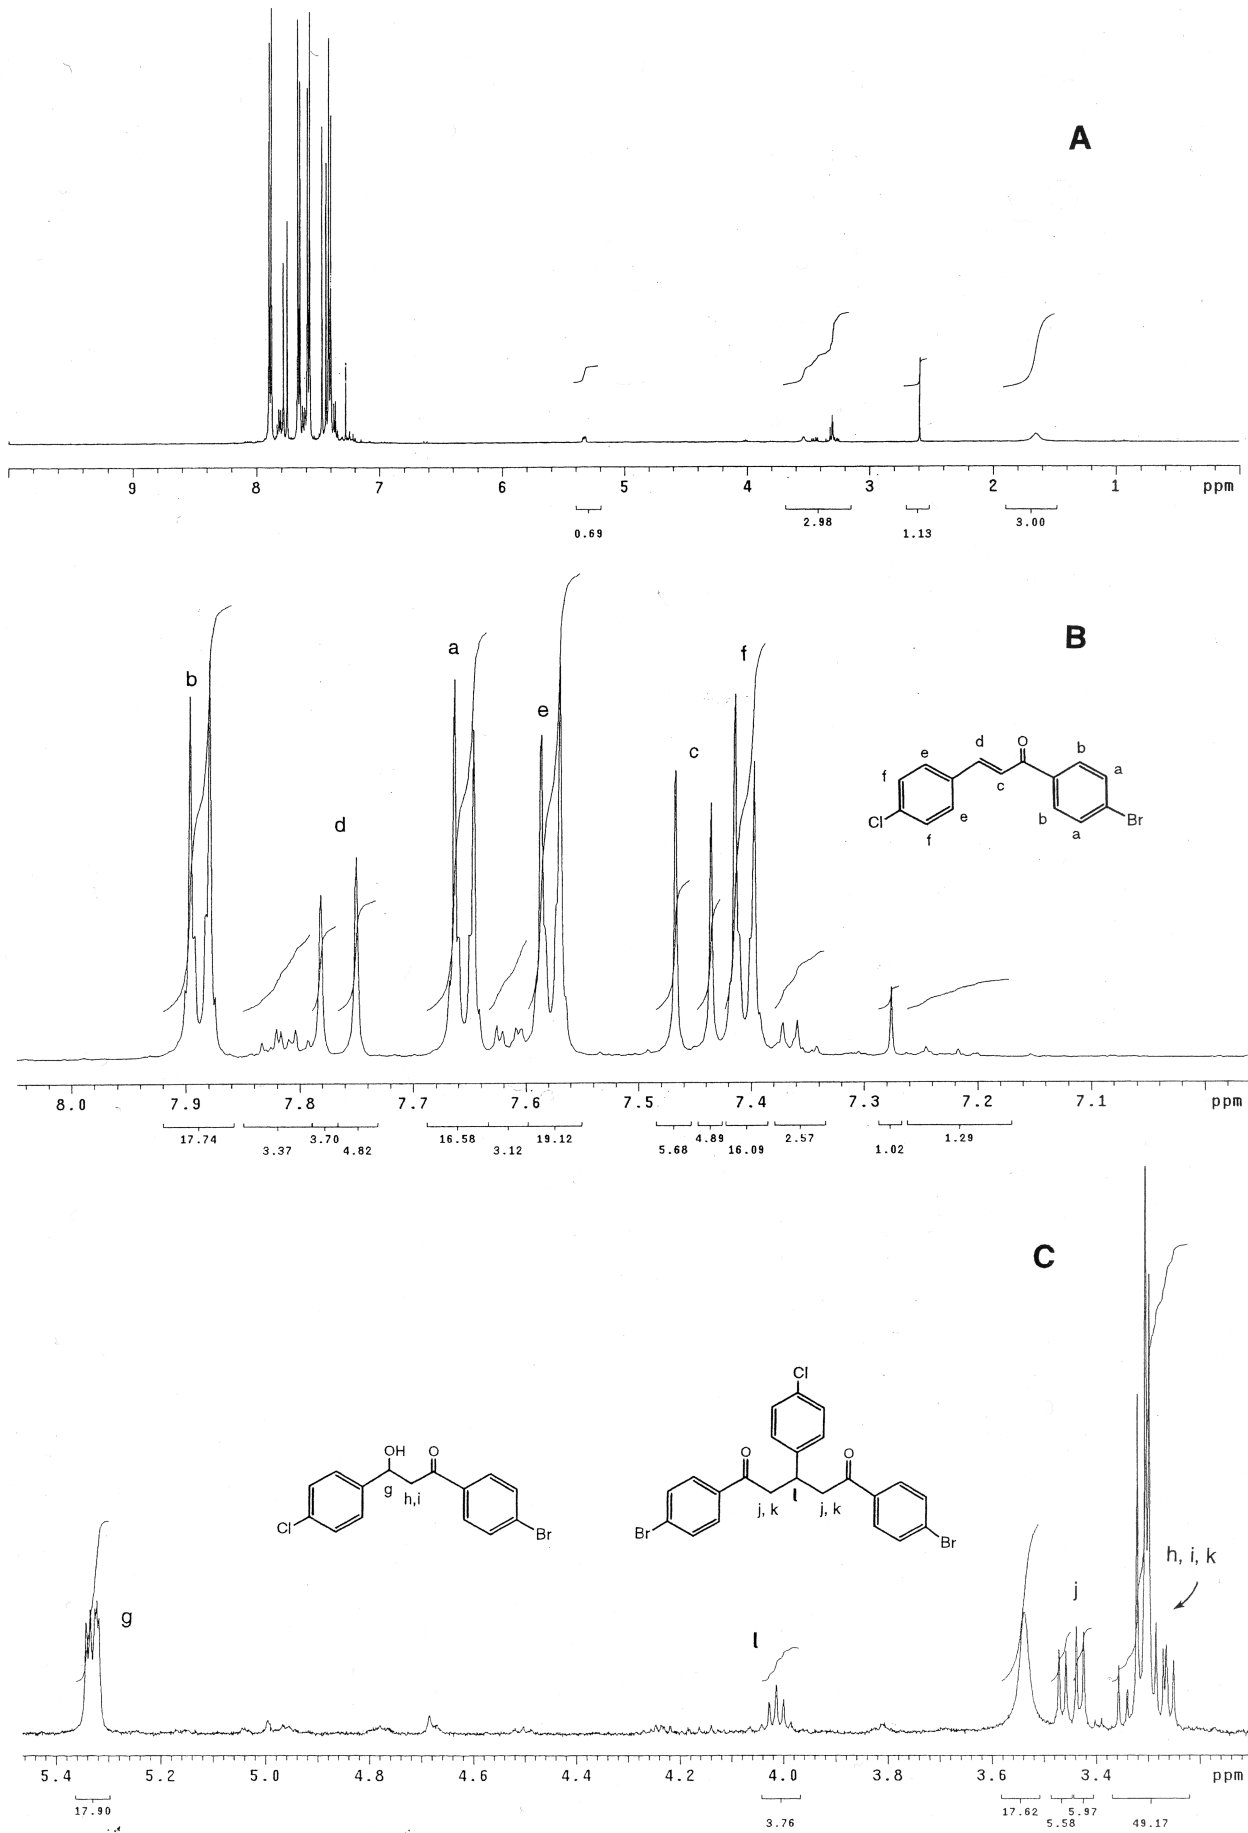 A
9 8 7 6 5 4 3 2 1 ppm
0.69 2.98 1.13 3.00
B
b a e d c f
O
d b
e a
f c
Cl e b Br
f a
8.0 7.9 7.8 7.7 7.6 7.5 7.4 7.3 7.2 7.1 ppm
17.74 3.37 3.70 4.82 16.58 3.12 19.12 5.68 4.89 16.09 2.57 1.02 1.29
C
OH O
g h,i
Cl Br
Cl
O O
l
j, k j, k
Br Br
g
l
j
h, i, k
5.4 5.2 5.0 4.8 4.6 4.4 4.2 4.0 3.8 3.6 3.4 ppm
17.90 3.76 17.62 5.58 5.97 49.17